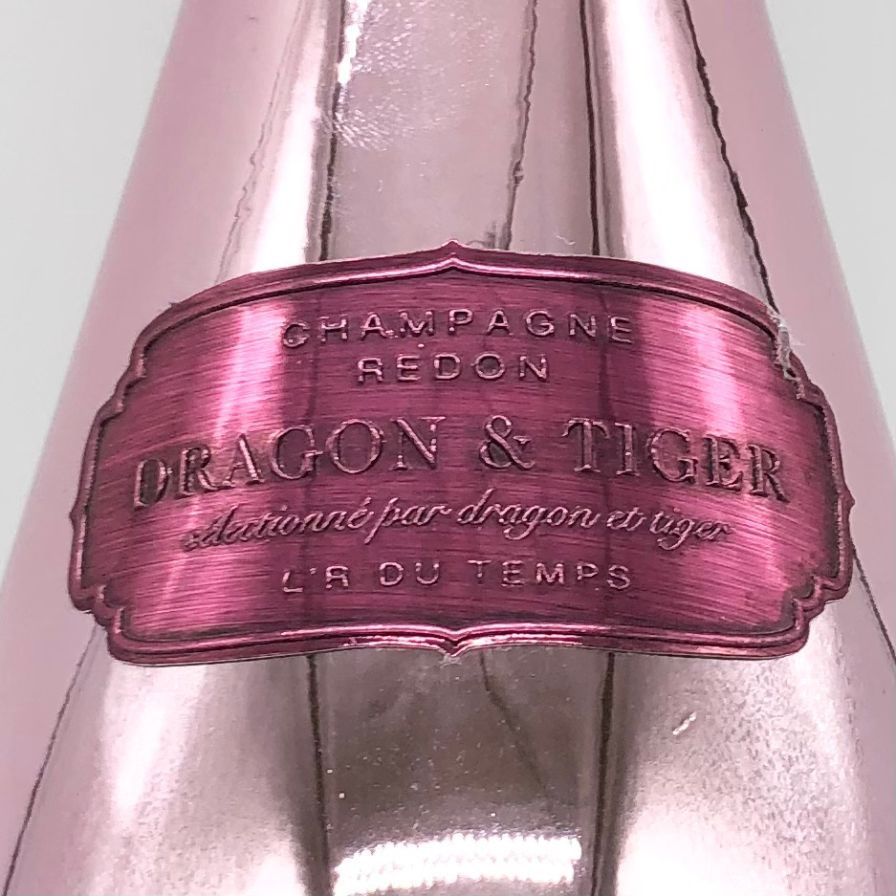 CHAMPAGNE
REDON
DRAGON & TIGER
sélectionné par dragon et tiger
L'R DU TEMPS